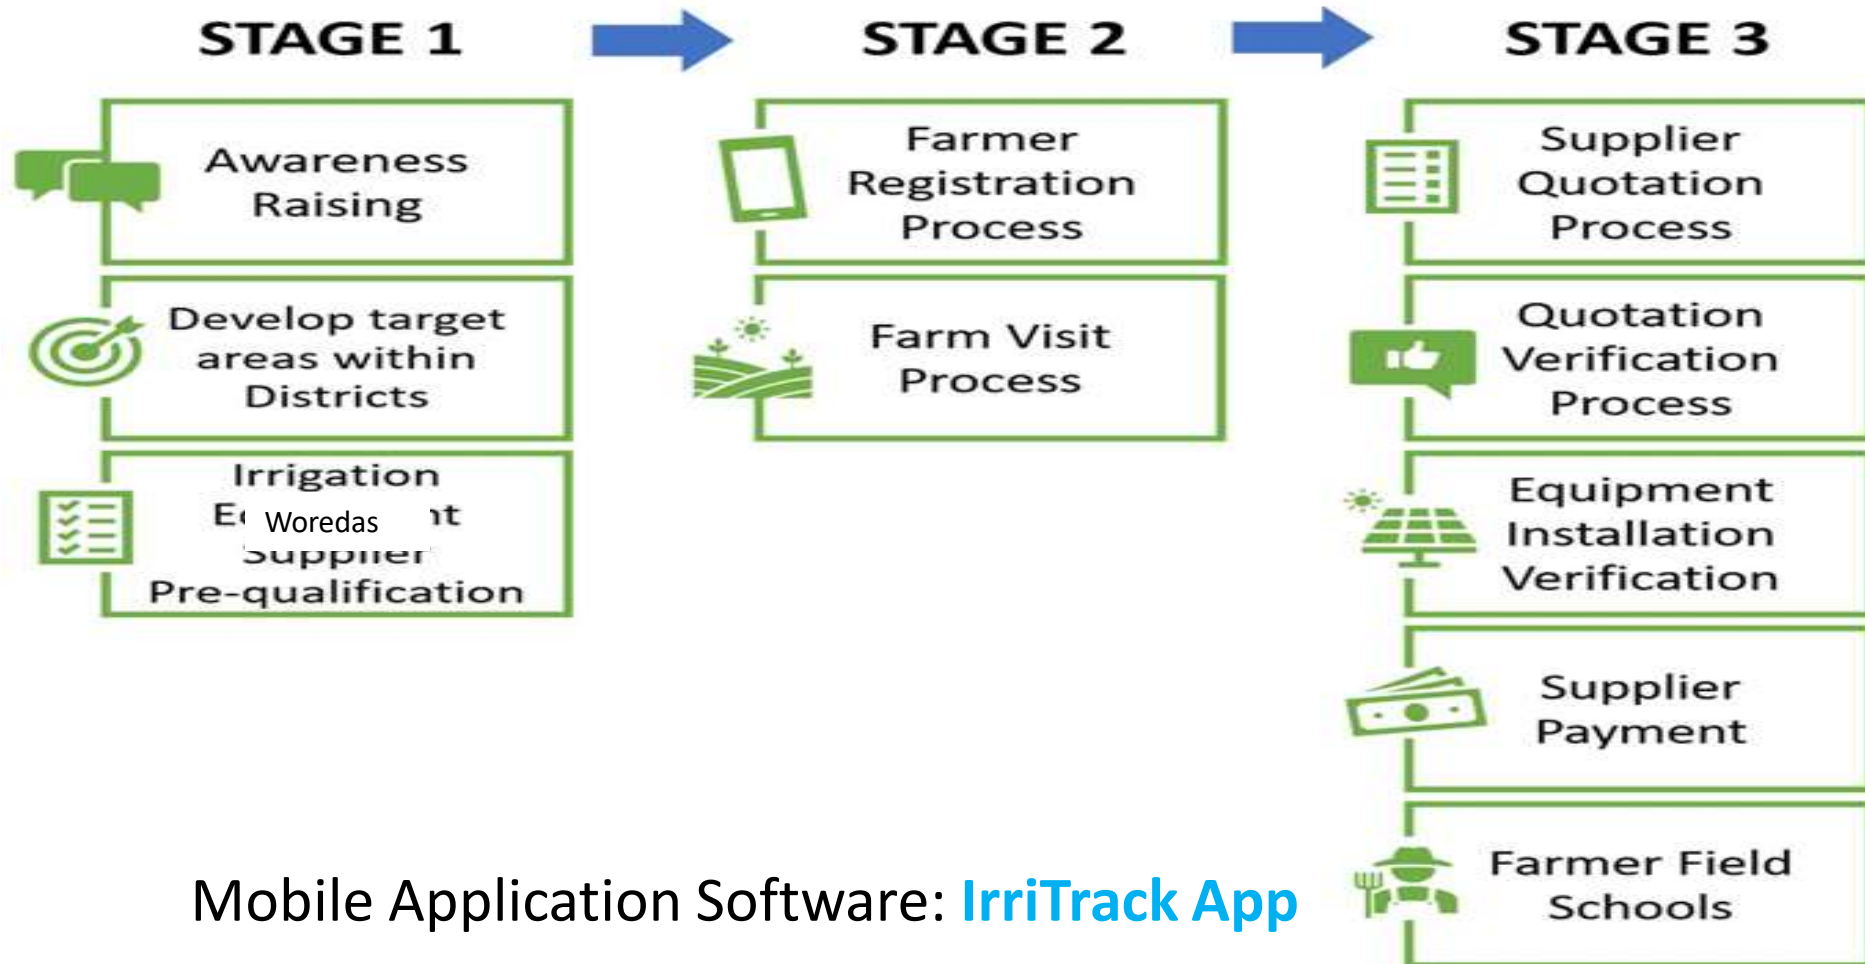 STAGE 1
Awareness
Raising
Develop target
areas within
Districts
Irrigation
Woredas
Supplier
Pre-qualification
STAGE 2
Farmer
Registration
Process
Farm Visit
Process
STAGE 3
Supplier
Quotation
Process
Quotation
Verification
Process
Equipment
Installation
Verification
Supplier
Payment
Farmer Field
Schools
Mobile Application Software: IrriTrack App